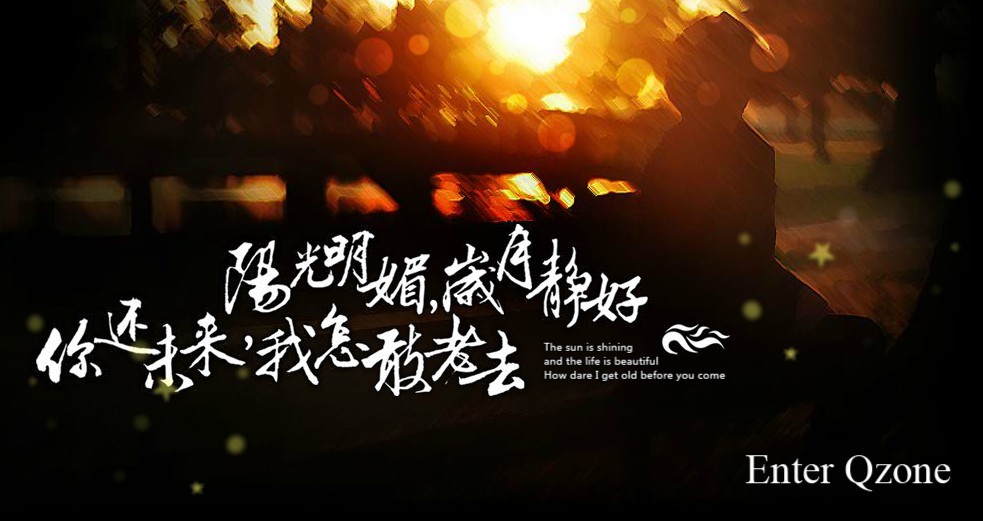 陽光明媚,歲月静好
你还未来,我怎敢老去
The sun is shining
and the life is beautiful
How dare I get old before you come
Enter Qzone